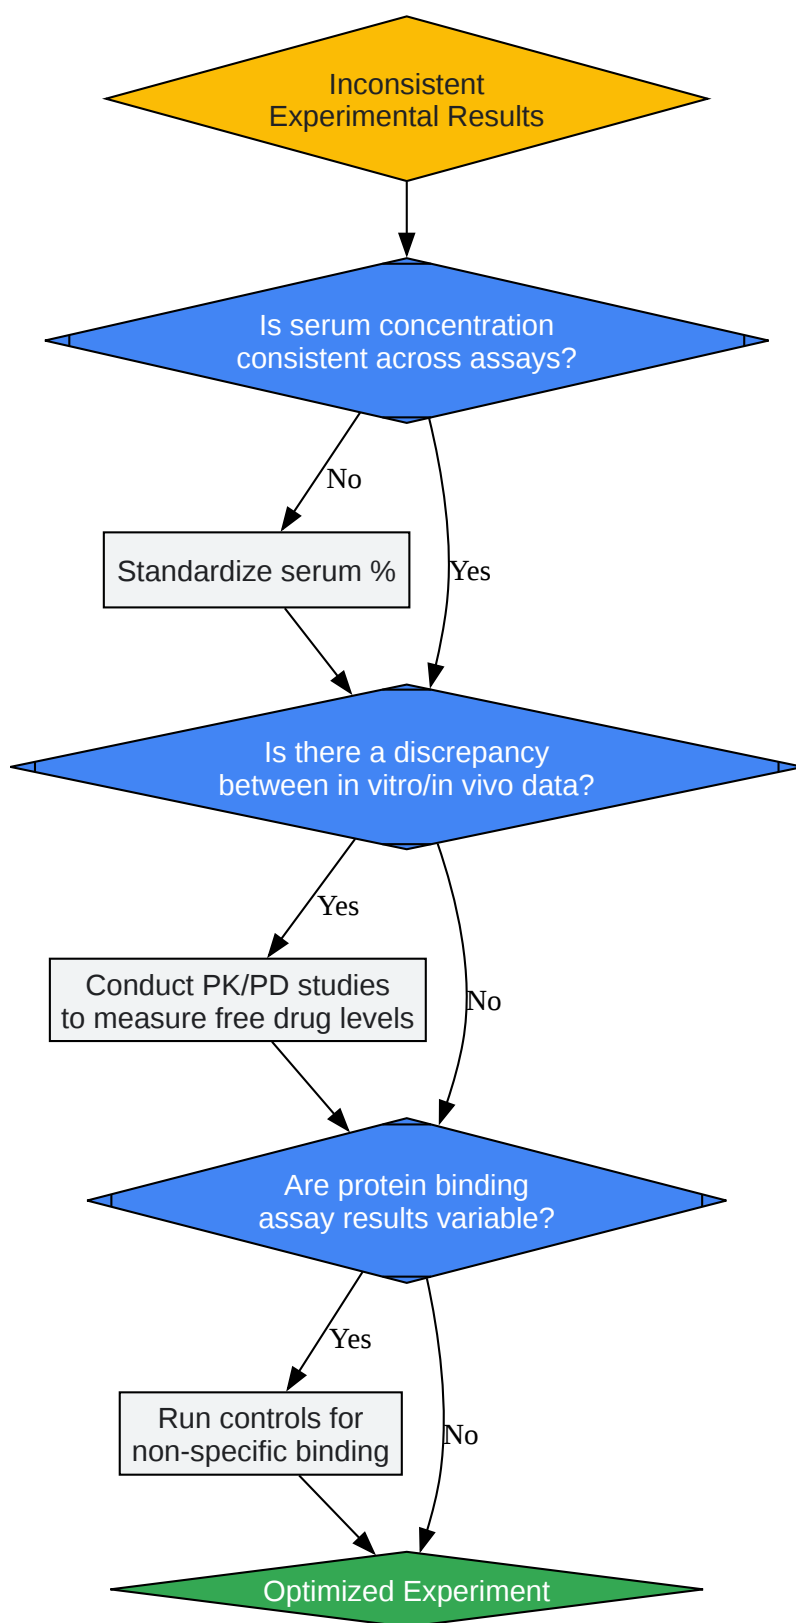 Inconsistent
Experimental Results
Is serum concentration
consistent across assays?
No
Standardize serum %
Yes
Is there a discrepancy
between in vitro/in vivo data?
Yes
Conduct PK/PD studies
to measure free drug levels
No
Are protein binding
assay results variable?
Yes
Run controls for
non-specific binding
No
Optimized Experiment